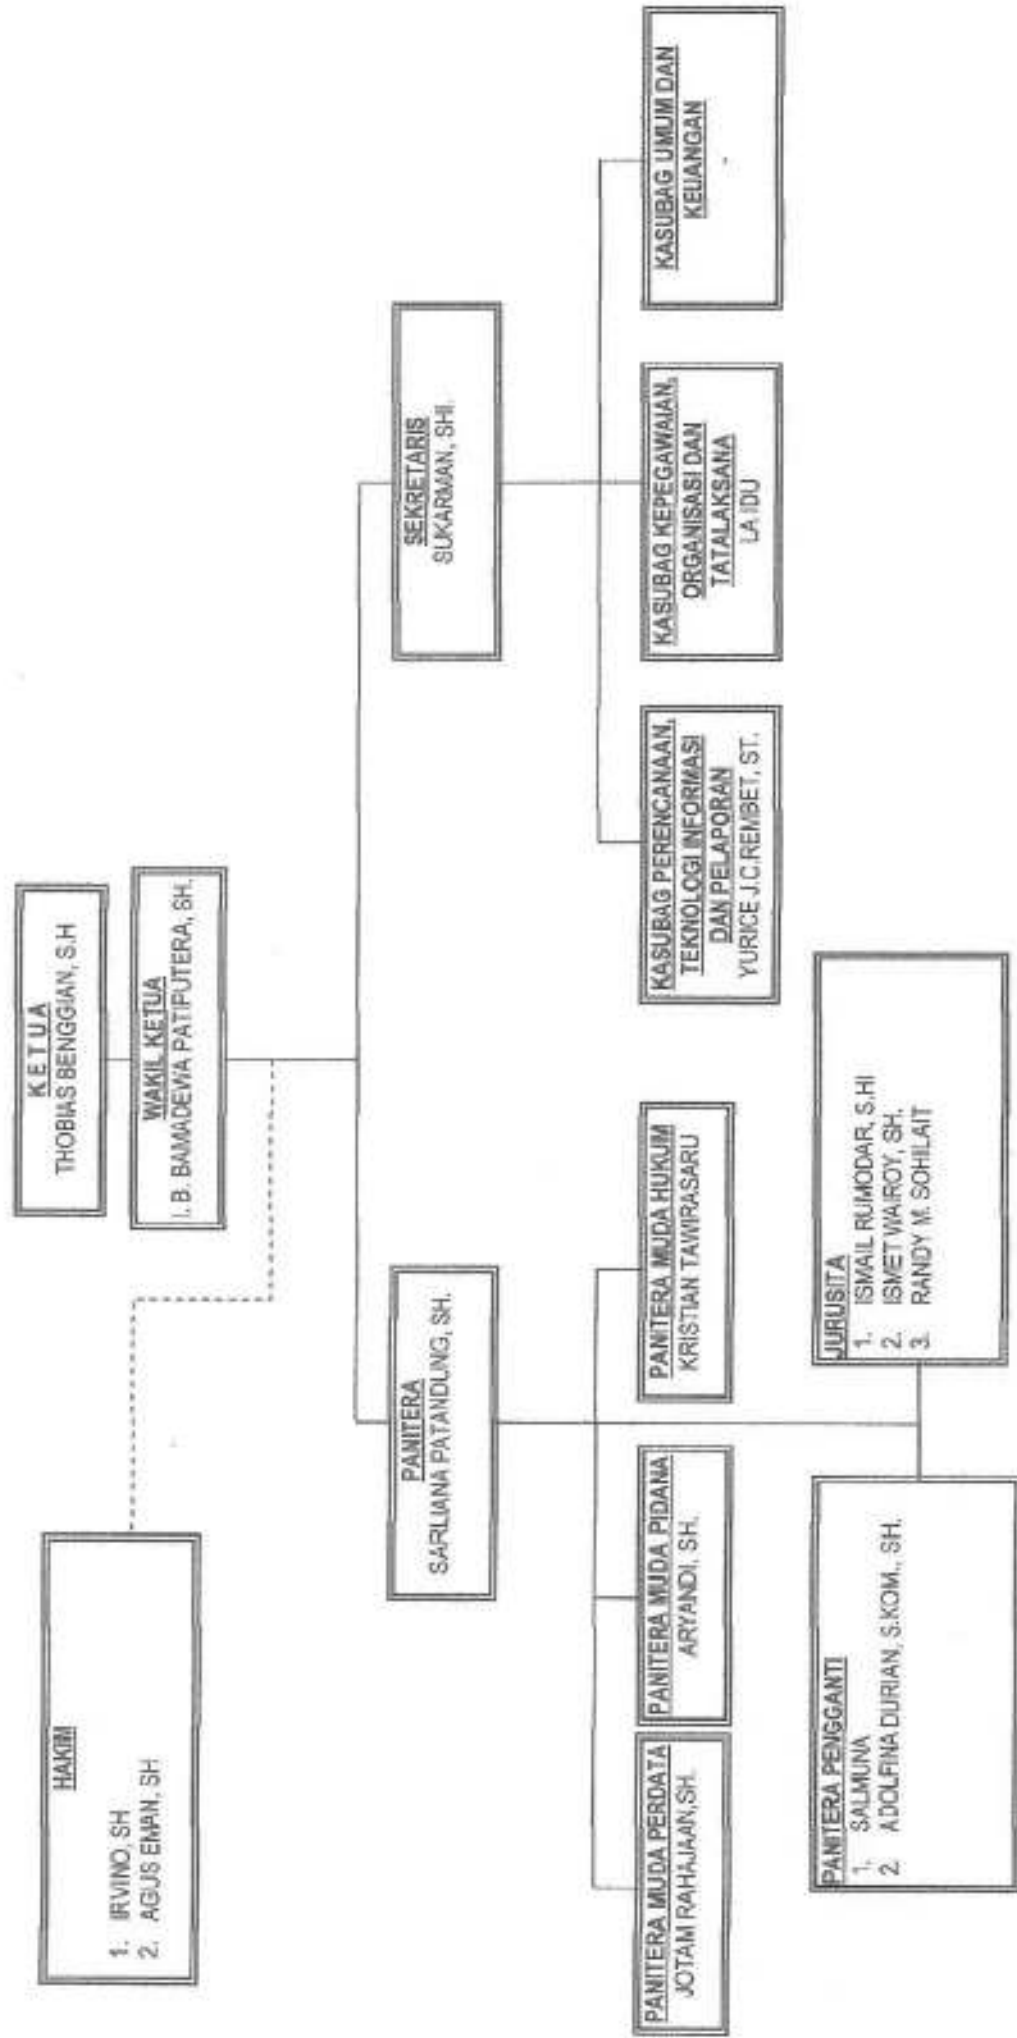 KETUA
THOBIAS BENGGIAN, S.H
WAKIL KETUA
I. B. BAMADEWA PATIPUTERA, SH.
HAKIM
1. IRVINO, SH
2. AGUS EMAN, SH
PANITERA
SARLIANA PATANDUNG, SH.
SEKRETARIS
SUKARMAN, SHI.
PANITERA MUDA PERDATA
JOTAM RAHAJAAN,SH.
PANITERA MUDA PIDANA
ARYANDI, SH.
PANITERA MUDA HUKUM
KRISTIAN TAWIRASARU
KASUBAG PERENCANAAN,
TEKNOLOGI INFORMASI
DAN PELAPORAN
YURICE J.C.REMBET, ST.
KASUBAG KEPEGAWAIAN,
ORGANISASI DAN
TATALAKSANA
LA IDU
KASUBAG UMUM DAN
KEUANGAN
PANITERA PENGGANTI
1. SALMUNA
2. ADOLFINA DURIAN, S.KOM., SH.
JURUSITA
1. ISMAIL RUMODAR, S.HI
2. ISMET WAIROY, SH.
3. RANDY M. SOHILAIT